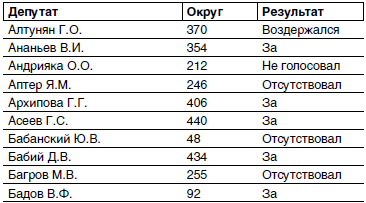 Депутат Округ Результат
Алтунян Г.О. 370 Воздержался
Ананьев В.И. 354 За
Андрияка О.О. 212 Не голосовал
Аптер Я.М. 246 Отсутствовал
Архипова Г.Г. 406 За
Асеев Г.С. 440 За
Бабанский Ю.В. 48 Отсутствовал
Бабий Д.В. 434 За
Багров М.В. 255 Отсутствовал
Бадов В.Ф. 92 За